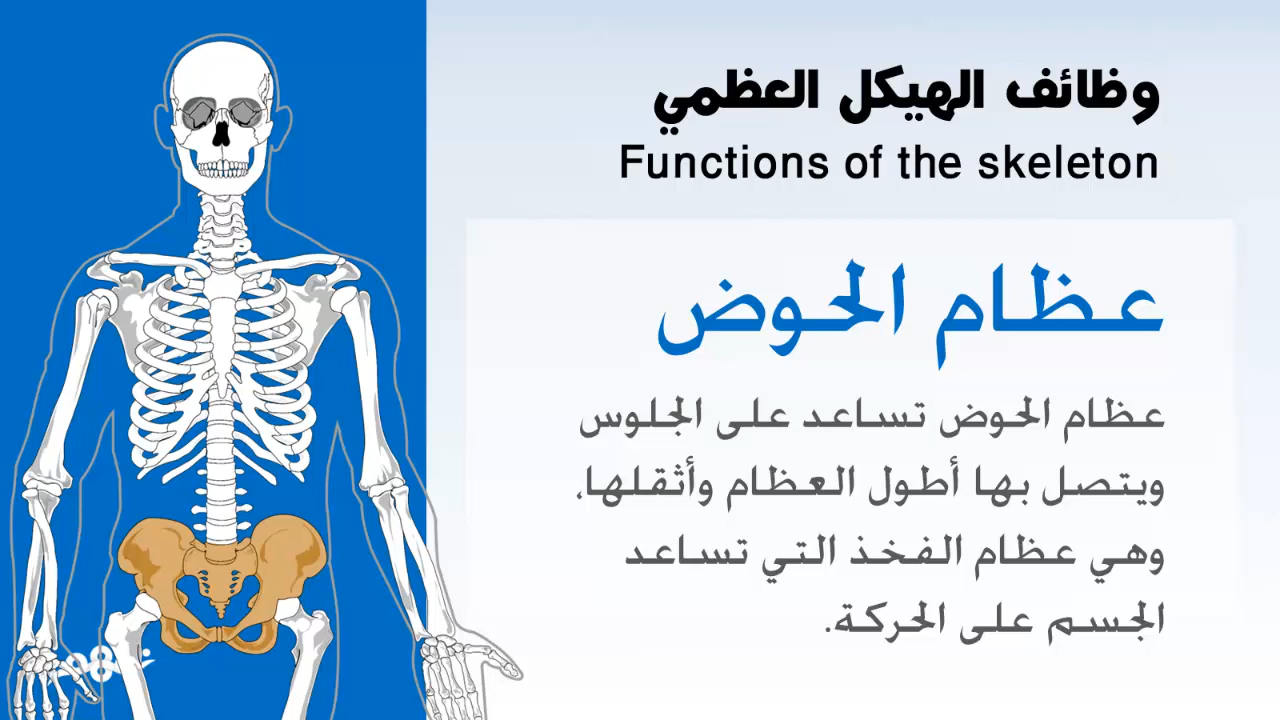 وظائف الهيكل العظمي
Functions of the skeleton
عظام الحوض
عظام الحوض تساعد على الجلوس
ويتصل بها أطول العظام وأثقلها،
وهي عظام الفخذ التي تساعد
الجسم على الحركة.